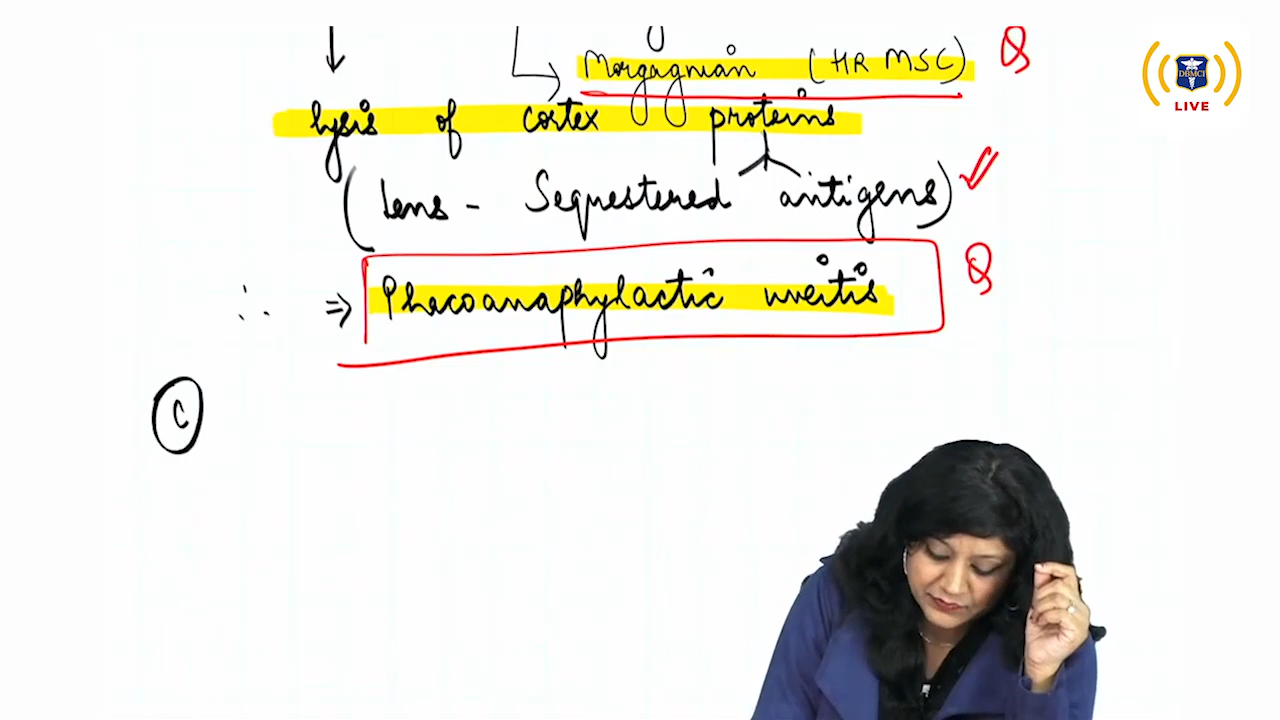 Morgagnian (HR MSC) Q
lysis of cortex proteins
(lens - Sequestered antigens)
∴ ⇒ Phacoanaphylactic uveitis Q
C
DBMCI
LIVE